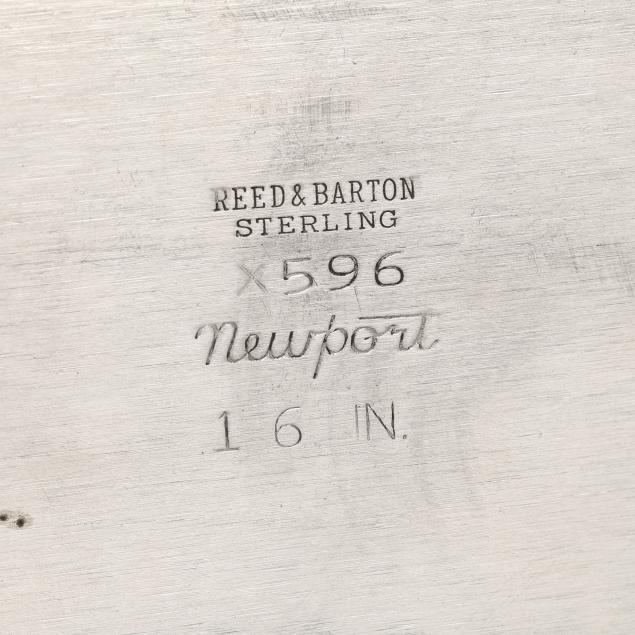 REED & BARTON
STERLING
X596
Newport
16 IN.